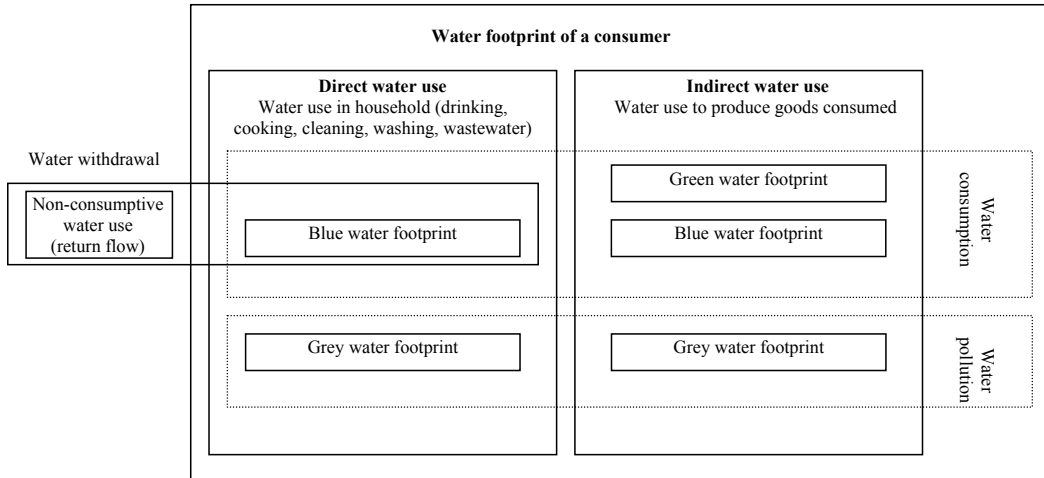 Water footprint of a consumer
Direct water use
Water use in household (drinking,
cooking, cleaning, washing, wastewater)
Indirect water use
Water use to produce goods consumed
Water withdrawal
Non-consumptive
water use
(return flow)
Blue water footprint
Green water footprint
Blue water footprint
Water
consumption
Grey water footprint
Grey water footprint
Water
pollution